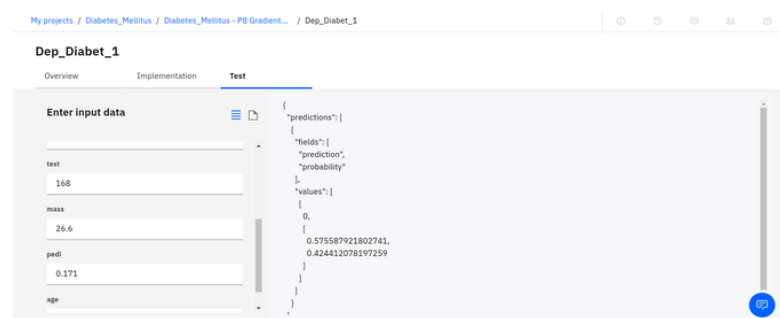 My projects / Diabetes_Mellitus / Diabetes_Mellitus - P8 Gradient... / Dep_Diabet_1
Dep_Diabet_1
Overview Implementation Test
Enter input data
test
168
mass
26.6
pedi
0.171
age
{
"predictions": [
{
"fields": [
"prediction",
"probability"
],
"values": [
[
0,
[
0.575587921802741,
0.424412078197259
]
]
]
}